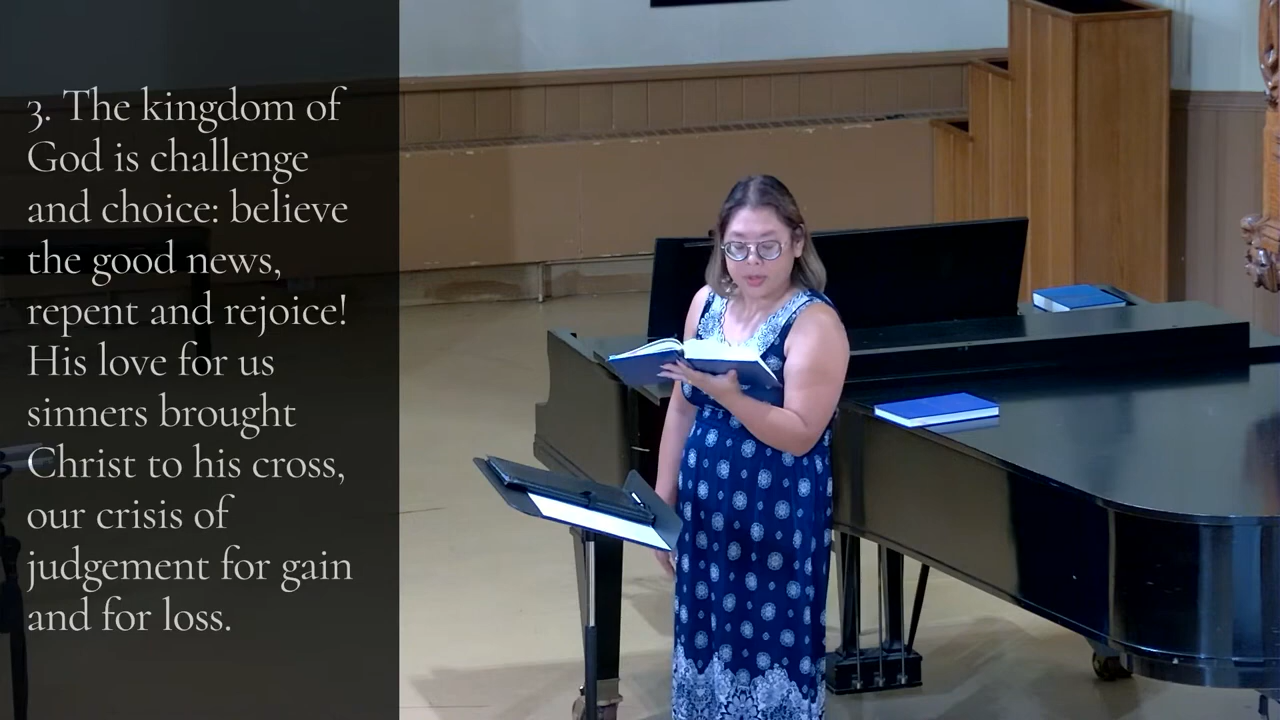 3. The kingdom of
God is challenge
and choice: believe
the good news,
repent and rejoice!
His love for us
sinners brought
Christ to his cross,
our crisis of
judgement for gain
and for loss.